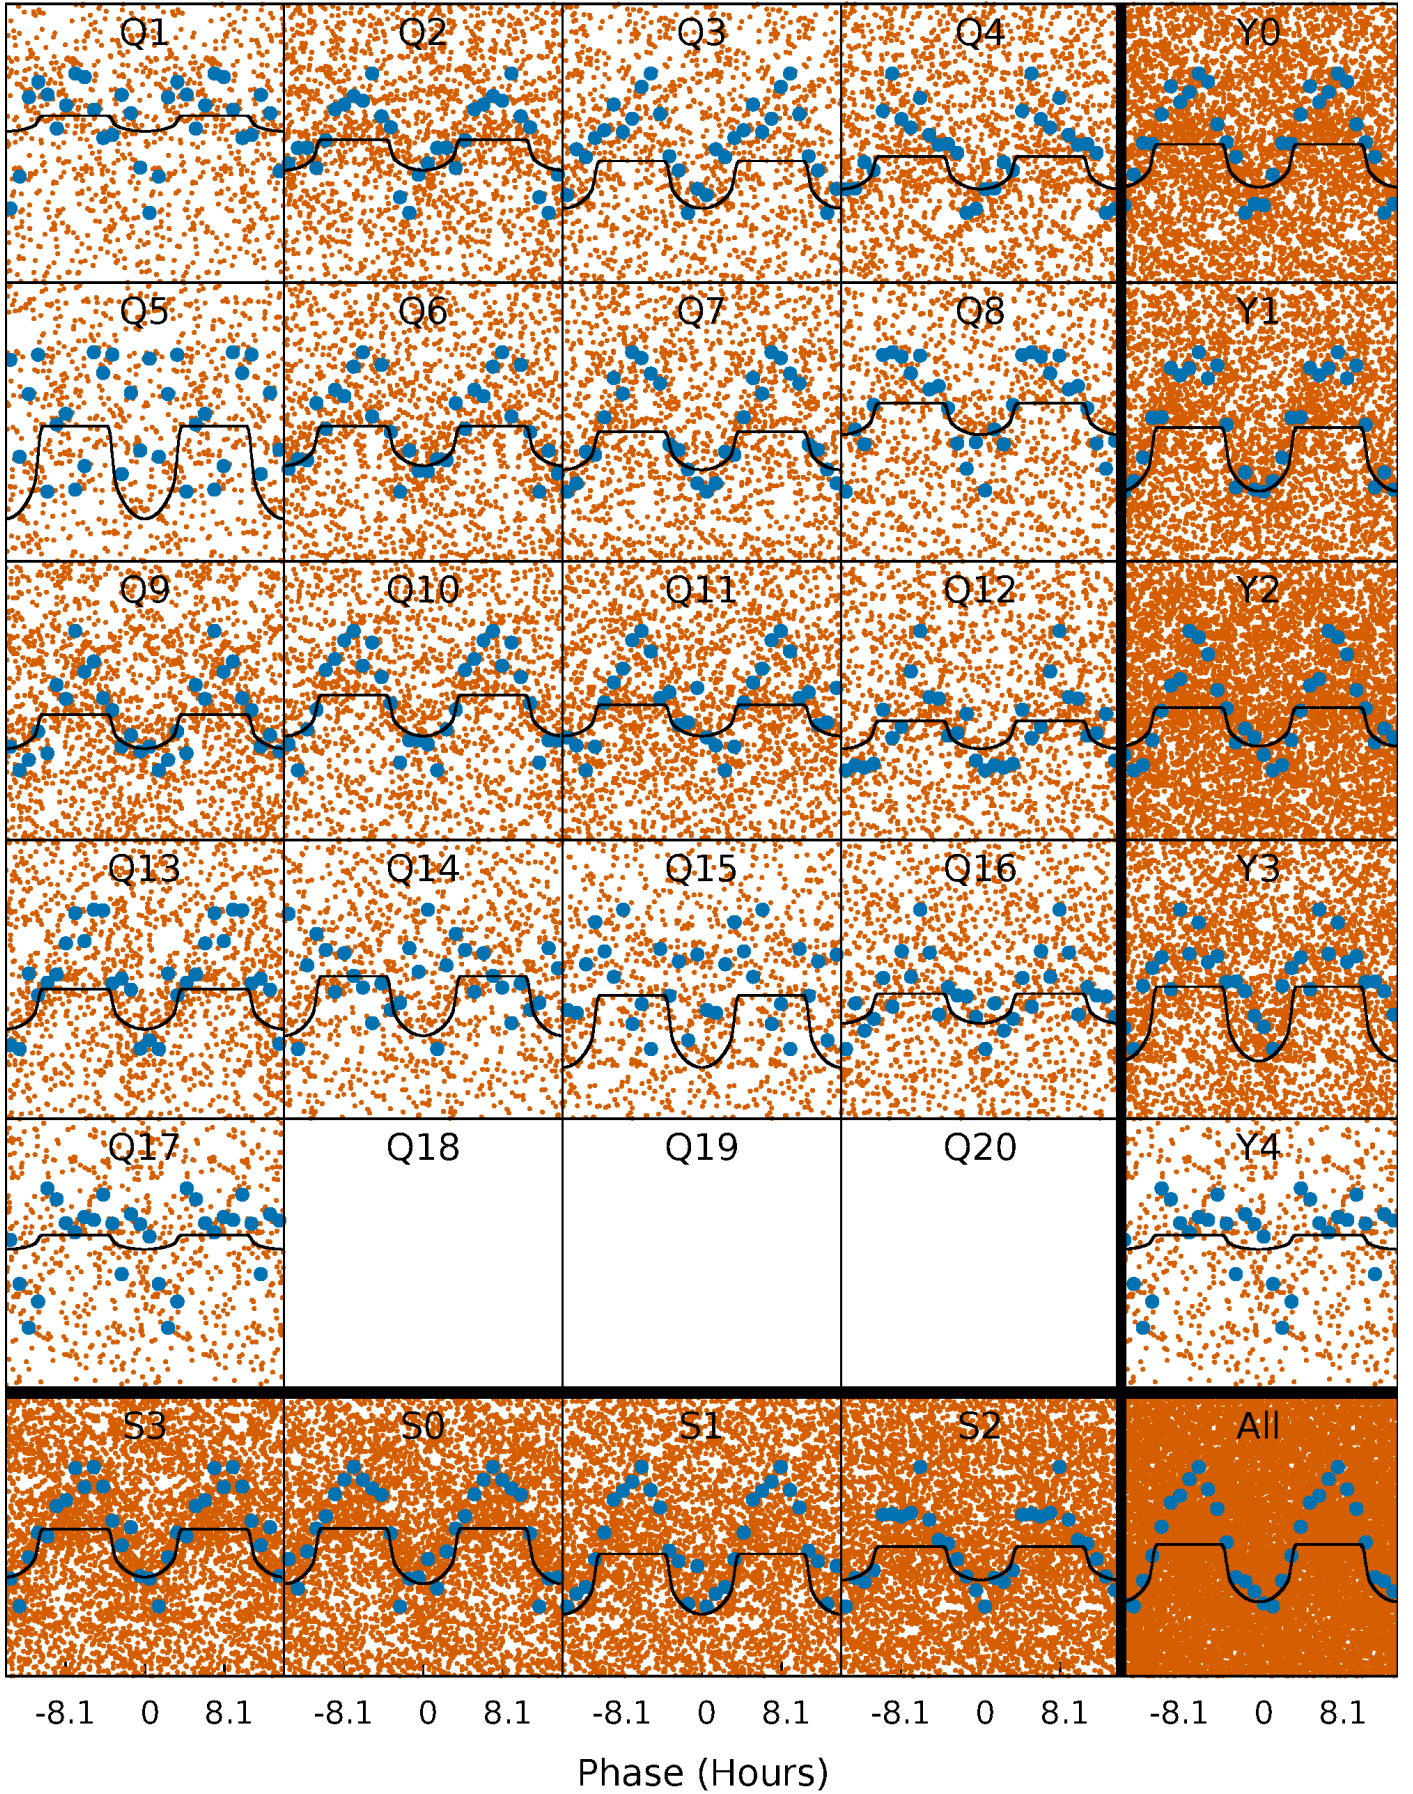 Q1 Q2 Q3 Q4 Y0
Q5 Q6 Q7 Q8 Y1
Q9 Q10 Q11 Q12 Y2
Q13 Q14 Q15 Q16 Y3
Q17 Q18 Q19 Q20 Y4
S3 S0 S1 S2 All
-8.1 0 8.1 -8.1 0 8.1 -8.1 0 8.1 -8.1 0 8.1 -8.1 0 8.1
Phase (Hours)